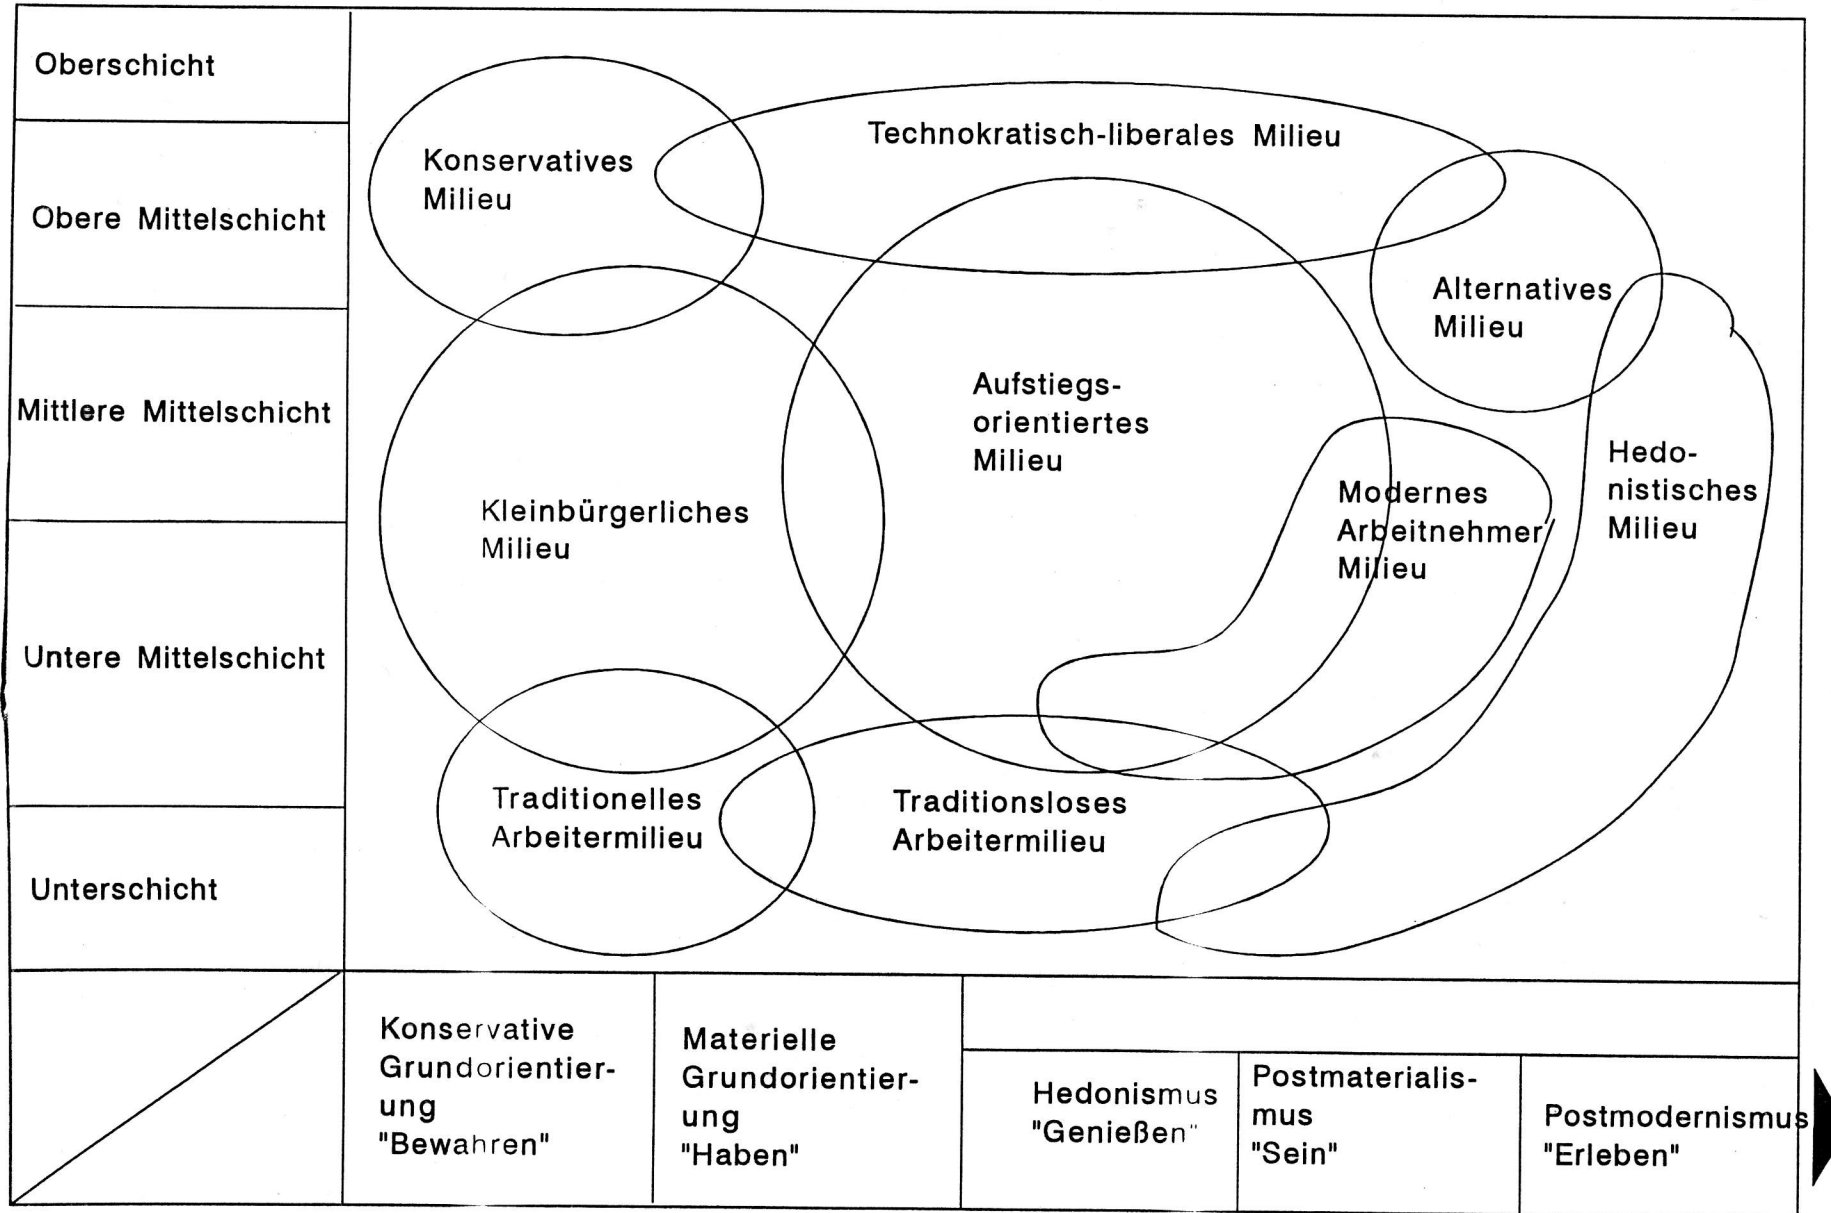 Oberschicht
Obere Mittelschicht
Mittlere Mittelschicht
Untere Mittelschicht
Unterschicht
Konservatives
Milieu
Technokratisch-liberales Milieu
Alternatives
Milieu
Aufstiegs-
orientiertes
Milieu
Kleinbürgerliches
Milieu
Modernes
Arbeitnehmer
Milieu
Hedo-
nistisches
Milieu
Traditionelles
Arbeitermilieu
Traditionsloses
Arbeitermilieu
Konservative
Grundorientier-
ung
"Bewahren"
Materielle
Grundorientier-
ung
"Haben"
Hedonismus
"Genießen"
Postmaterialis-
mus
"Sein"
Postmodernismus
"Erleben"